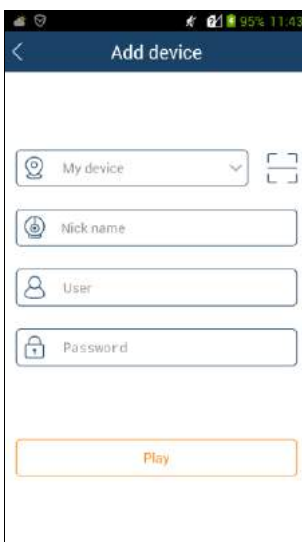 95% 11:43
Add device
My device
Nick name
User
Password
Play